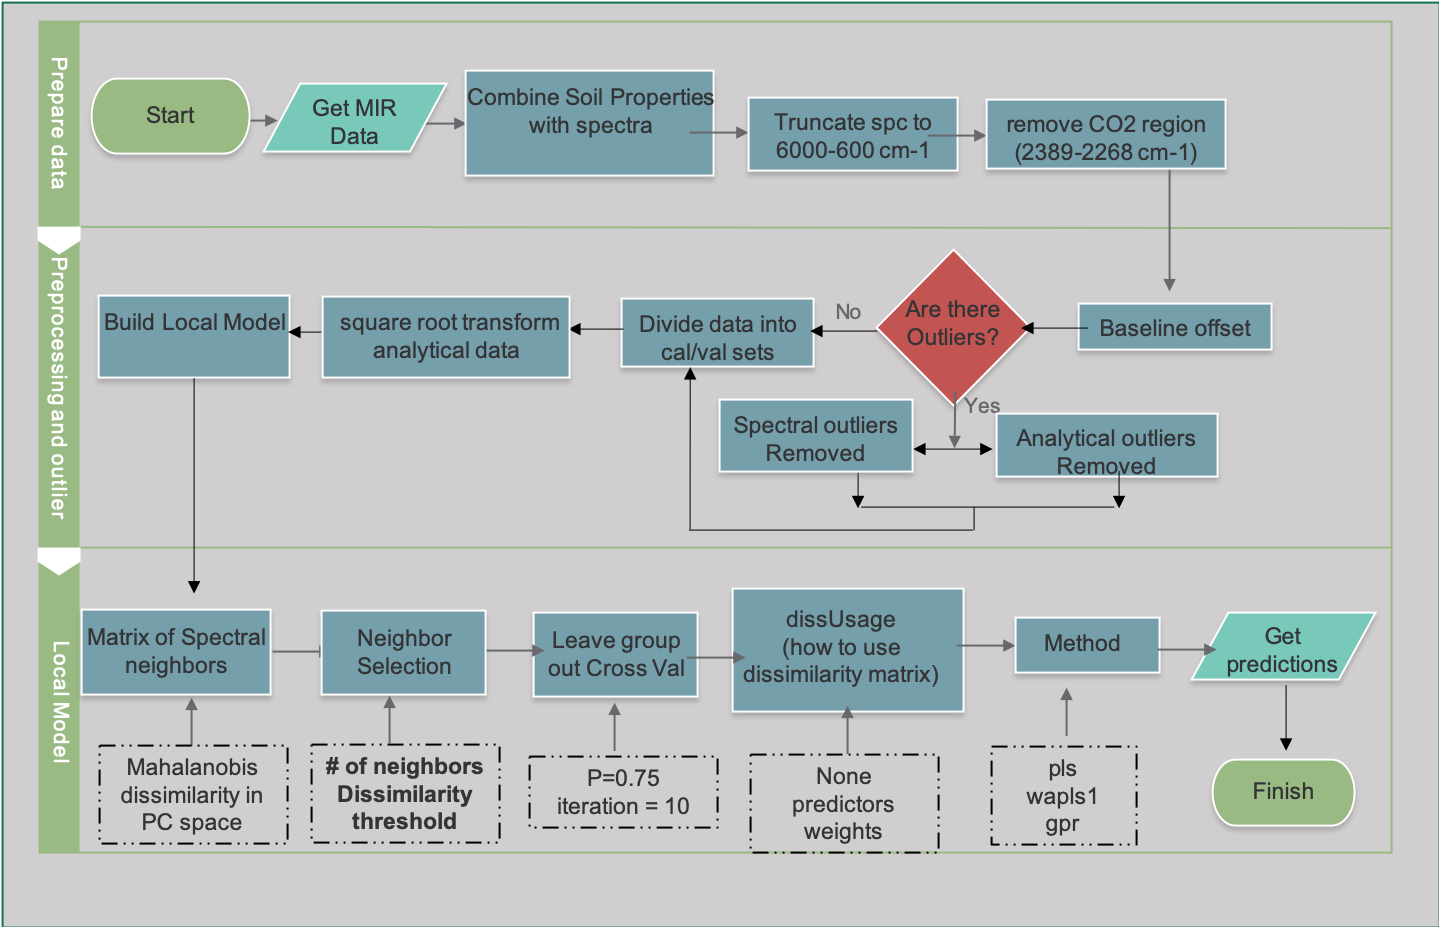 Prepare data
Start
Get MIR
Data
Combine Soil Properties
with spectra
Truncate spc to
6000-600 cm-1
remove CO2 region
(2389-2268 cm-1)
Preprocessing and outlier
Build Local Model
square root transform
analytical data
Divide data into
cal/val sets
No
Are there
Outliers?
Baseline offset
Yes
Spectral outliers
Removed
Analytical outliers
Removed
Local Model
Matrix of Spectral
neighbors
Neighbor
Selection
Leave group
out Cross Val
dissUsage
(how to use
dissimilarity matrix)
Method
Get
predictions
Mahalanobis
dissimilarity in
PC space
# of neighbors
Dissimilarity
threshold
P=0.75
iteration = 10
None
predictors
weights
pls
wapls1
gpr
Finish